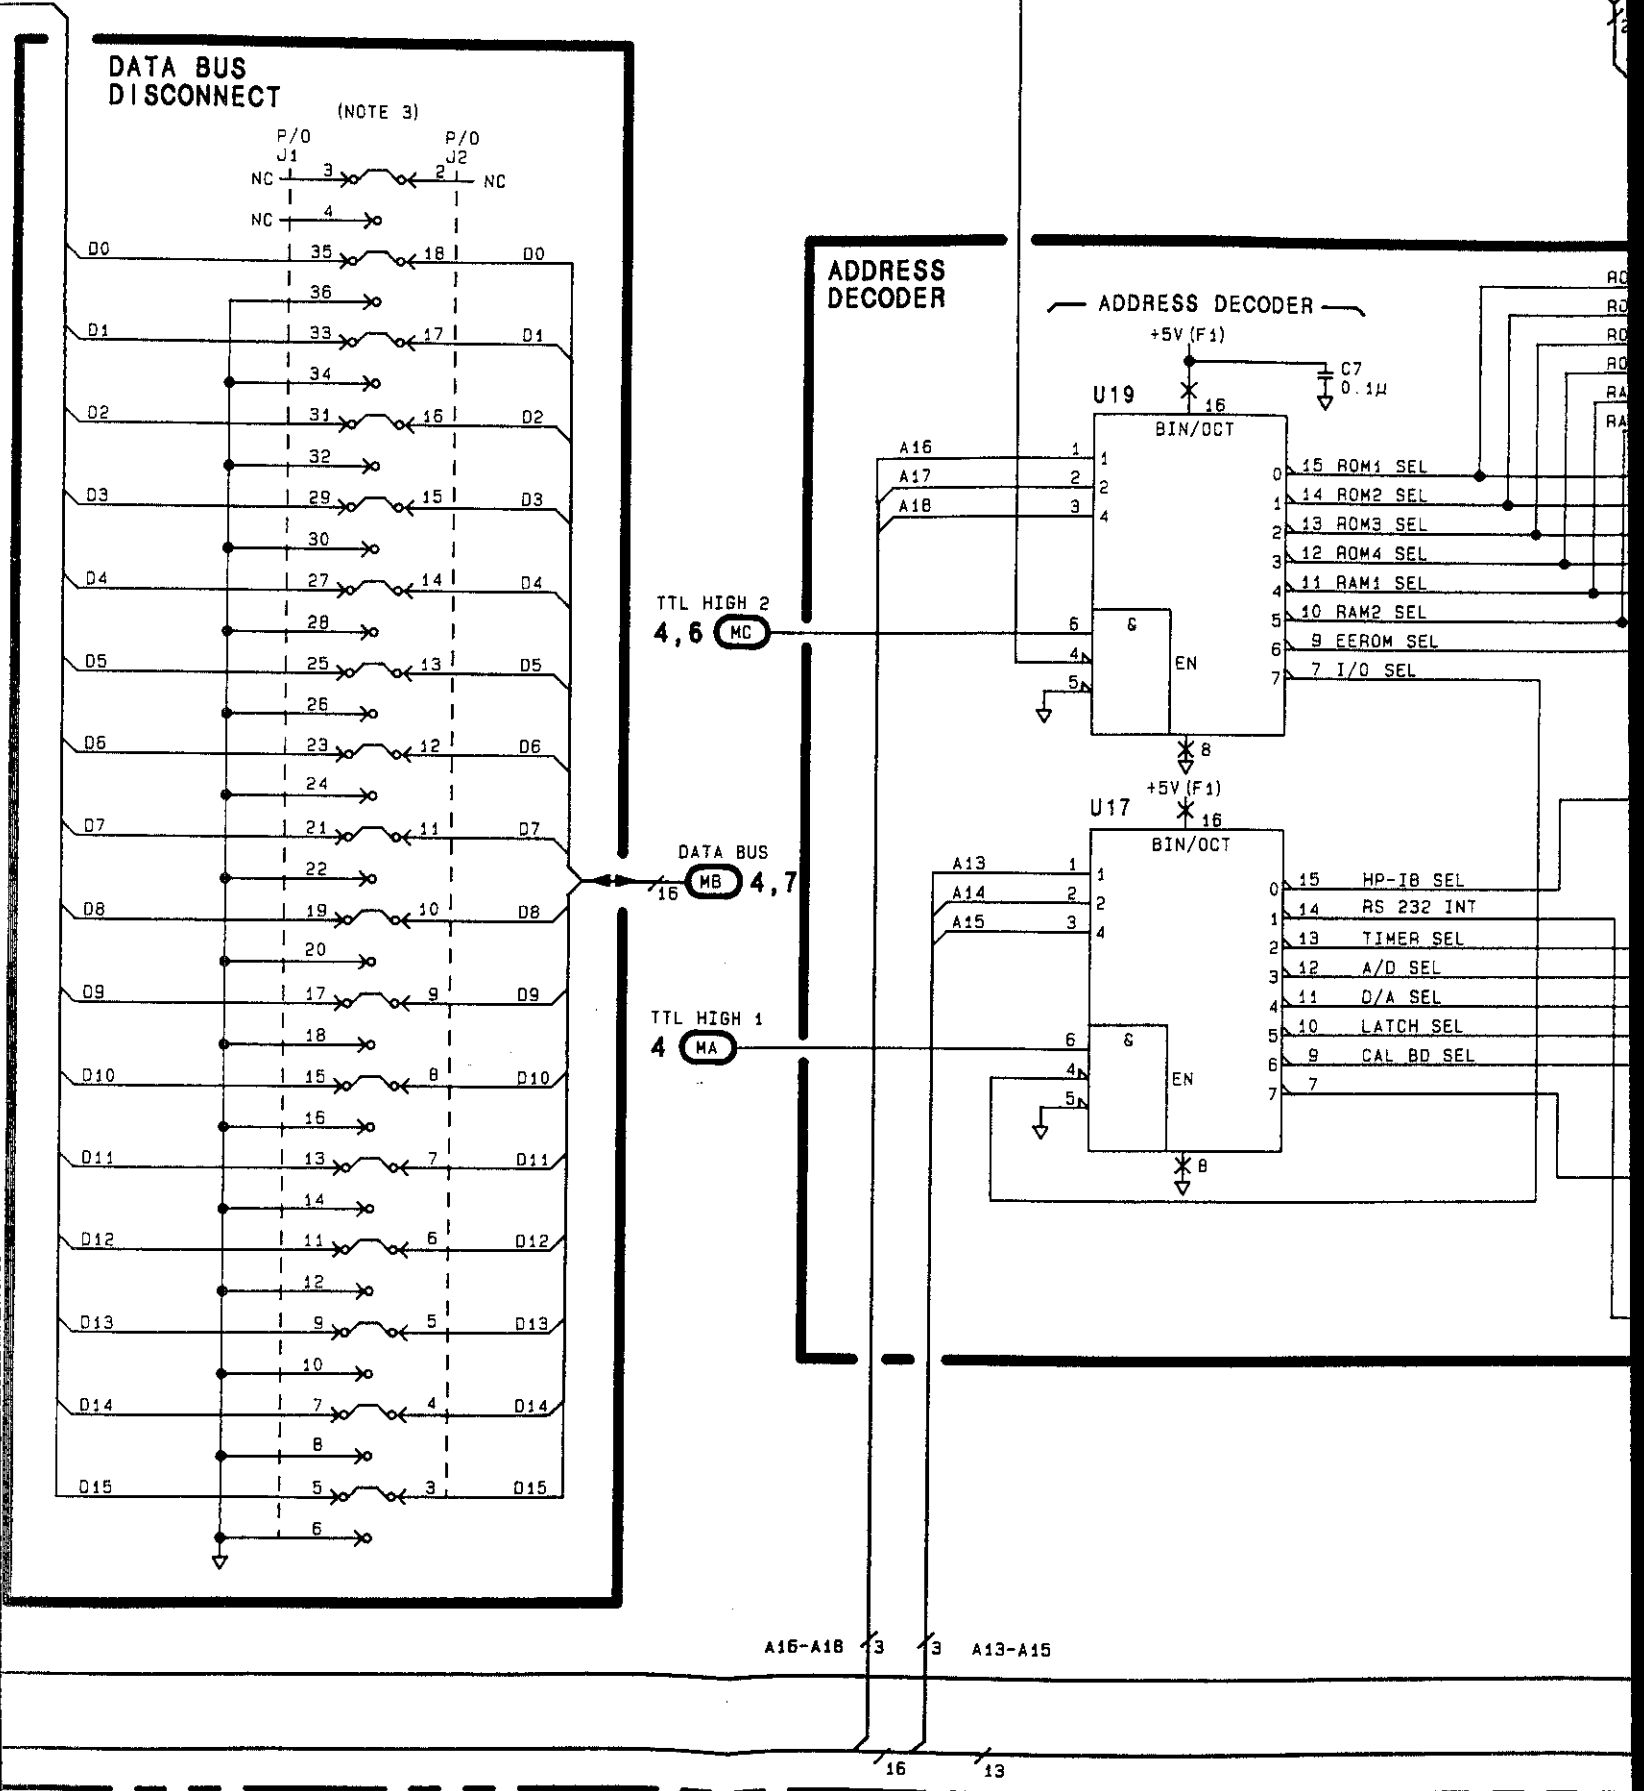 DATA BUS
DISCONNECT
(NOTE 3)
P/O
J1
P/O
J2
NC 3 2 NC
NC 4
D0 35 18 D0
36
D1 33 17 D1
34
D2 31 16 D2
32
D3 29 15 D3
30
D4 27 14 D4
28
D5 25 13 D5
26
D6 23 12 D6
24
D7 21 11 D7
22
D8 19 10 D8
20
D9 17 9 D9
18
D10 15 8 D10
16
D11 13 7 D11
14
D12 11 6 D12
12
D13 9 5 D13
10
D14 7 4 D14
8
D15 5 3 D15
6
DATA BUS
16 MB 4,7
TTL HIGH 2
4,6 MC
TTL HIGH 1
4 MA
ADDRESS
DECODER
ADDRESS DECODER
+5V(F1)
C7
0.1µ
U19
16
BIN/OCT
A16 1 1
A17 2 2
A18 3 4
6 &
4 EN
5
0 15 ROM1 SEL
1 14 ROM2 SEL
2 13 ROM3 SEL
3 12 ROM4 SEL
4 11 RAM1 SEL
5 10 RAM2 SEL
6 9 EEROM SEL
7 7 I/O SEL
8
RO
RO
RO
RO
RA
RA
+5V(F1)
U17
16
BIN/OCT
A13 1 1
A14 2 2
A15 3 4
6 &
4 EN
5
0 15 HP-IB SEL
1 14 RS 232 INT
2 13 TIMER SEL
3 12 A/D SEL
4 11 D/A SEL
5 10 LATCH SEL
6 9 CAL BD SEL
7 7
8
A16-A18 3 3 A13-A15
16 13